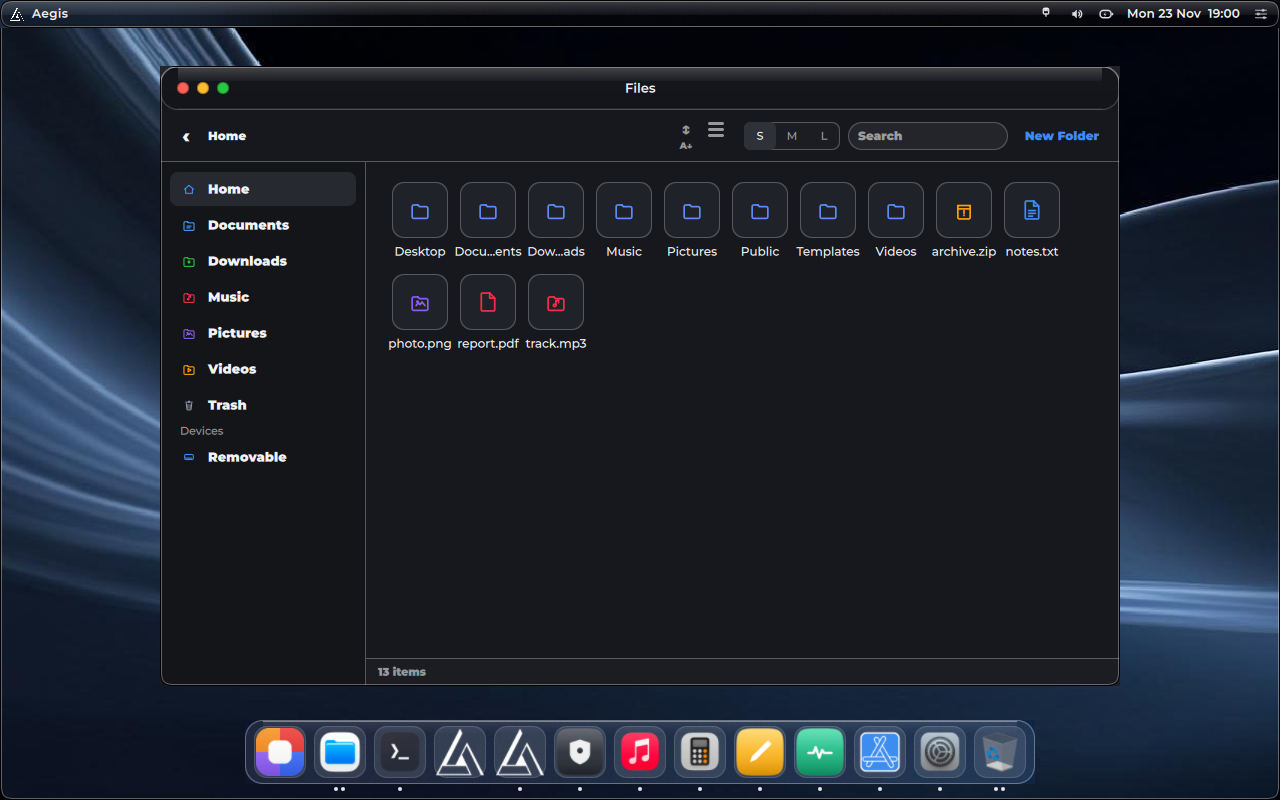 Aegis
Mon 23 Nov 19:00
Files
Home
A+
S M L
Search
New Folder
Home
Documents
Downloads
Music
Pictures
Videos
Trash
Devices
Removable
Desktop Docu...ents Dow...ads Music Pictures Public Templates Videos archive.zip notes.txt
photo.png report.pdf track.mp3
13 items